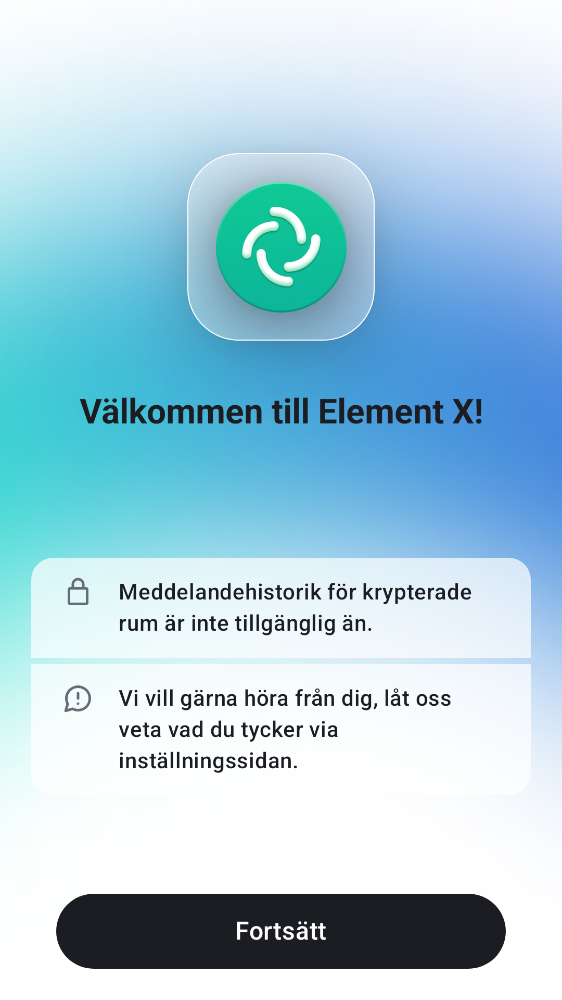 Välkommen till Element X!
Meddelandehistorik för krypterade
rum är inte tillgänglig än.
Vi vill gärna höra från dig, låt oss
veta vad du tycker via
inställningssidan.
Fortsätt